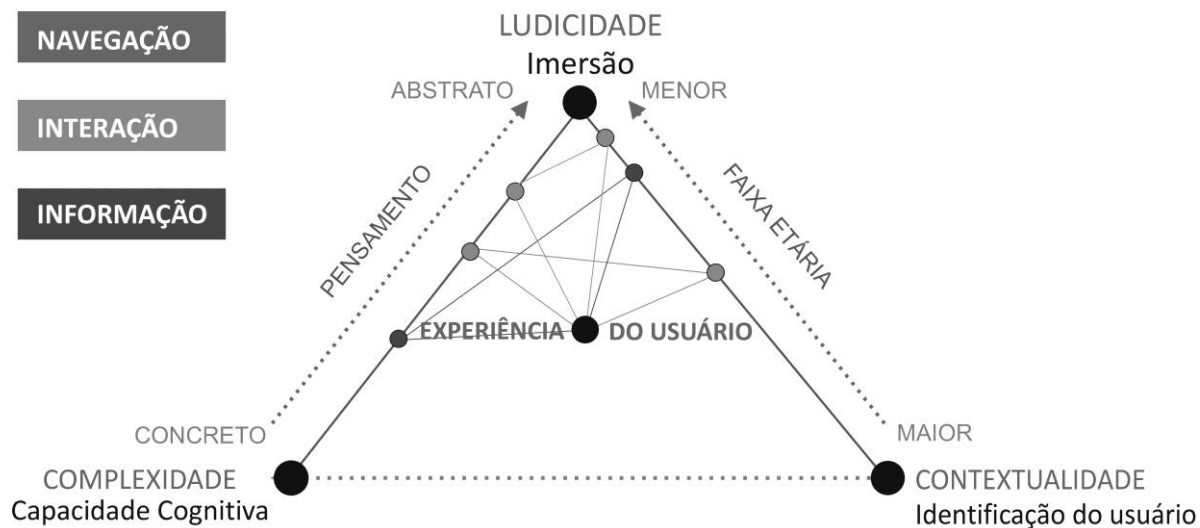 NAVEGAÇÃO
INTERAÇÃO
INFORMAÇÃO
LUDICIDADE
Imersão
ABSTRATO
MENOR
PENSAMENTO
FAIXA ETÁRIA
EXPERIÊNCIA DO USUÁRIO
CONCRETO
MAIOR
COMPLEXIDADE
Capacidade Cognitiva
CONTEXTUALIDADE
Identificação do usuário